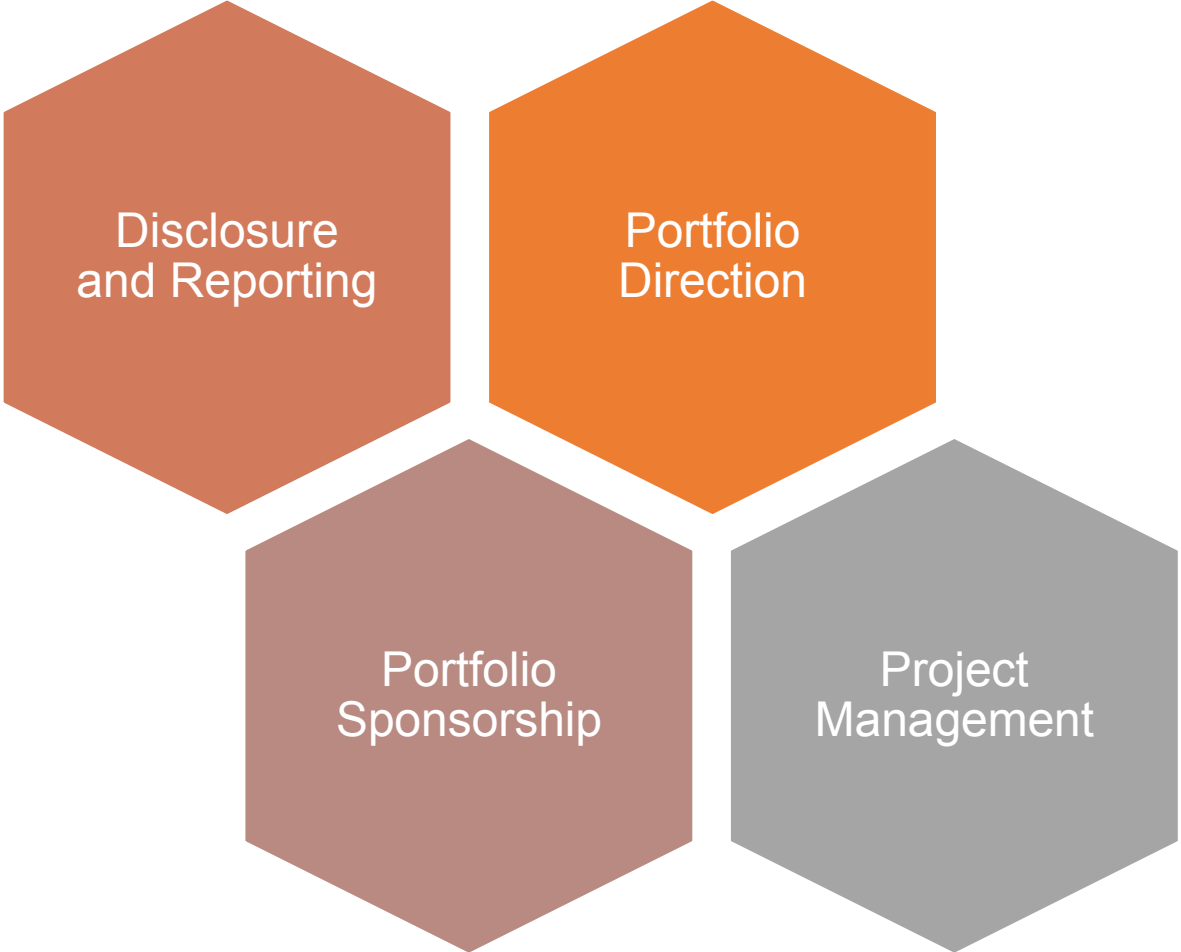 Disclosure
and Reporting
Portfolio
Direction
Portfolio
Sponsorship
Project
Management